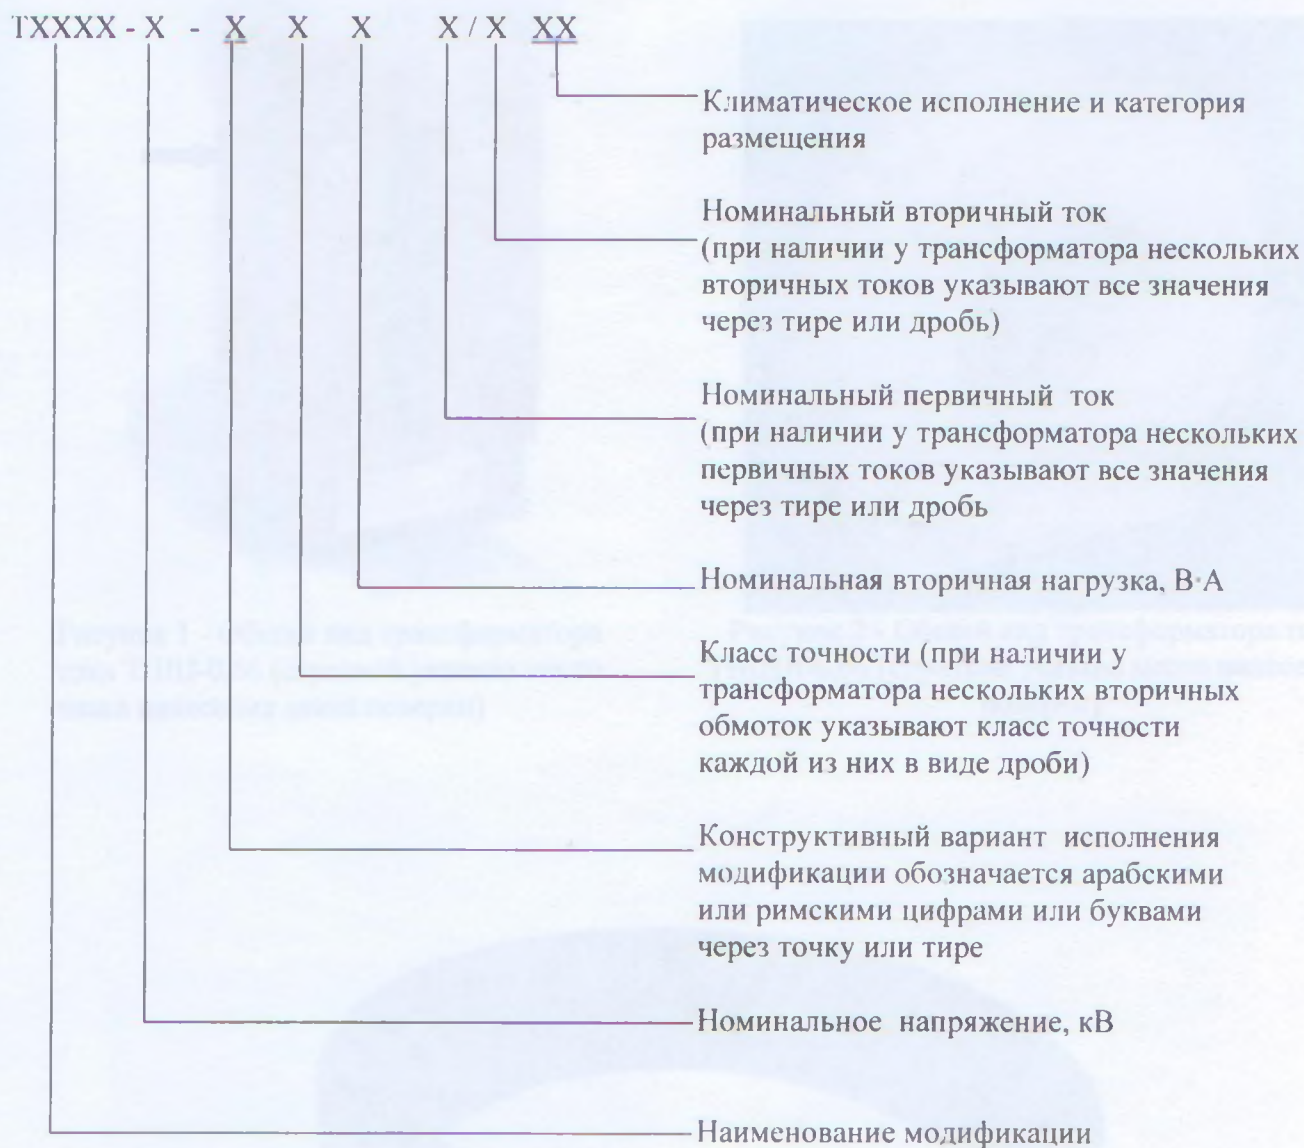 ТХХХХ - Х - Х Х Х Х / Х ХХ
Климатическое исполнение и категория
размещения
Номинальный вторичный ток
(при наличии у трансформатора нескольких
вторичных токов указывают все значения
через тире или дробь)
Номинальный первичный ток
(при наличии у трансформатора нескольких
первичных токов указывают все значения
через тире или дробь
Номинальная вторичная нагрузка, В·А
Класс точности (при наличии у
трансформатора нескольких вторичных
обмоток указывают класс точности
каждой из них в виде дроби)
Конструктивный вариант исполнения
модификации обозначается арабскими
или римскими цифрами или буквами
через точку или тире
Номинальное напряжение, кВ
Наименование модификации